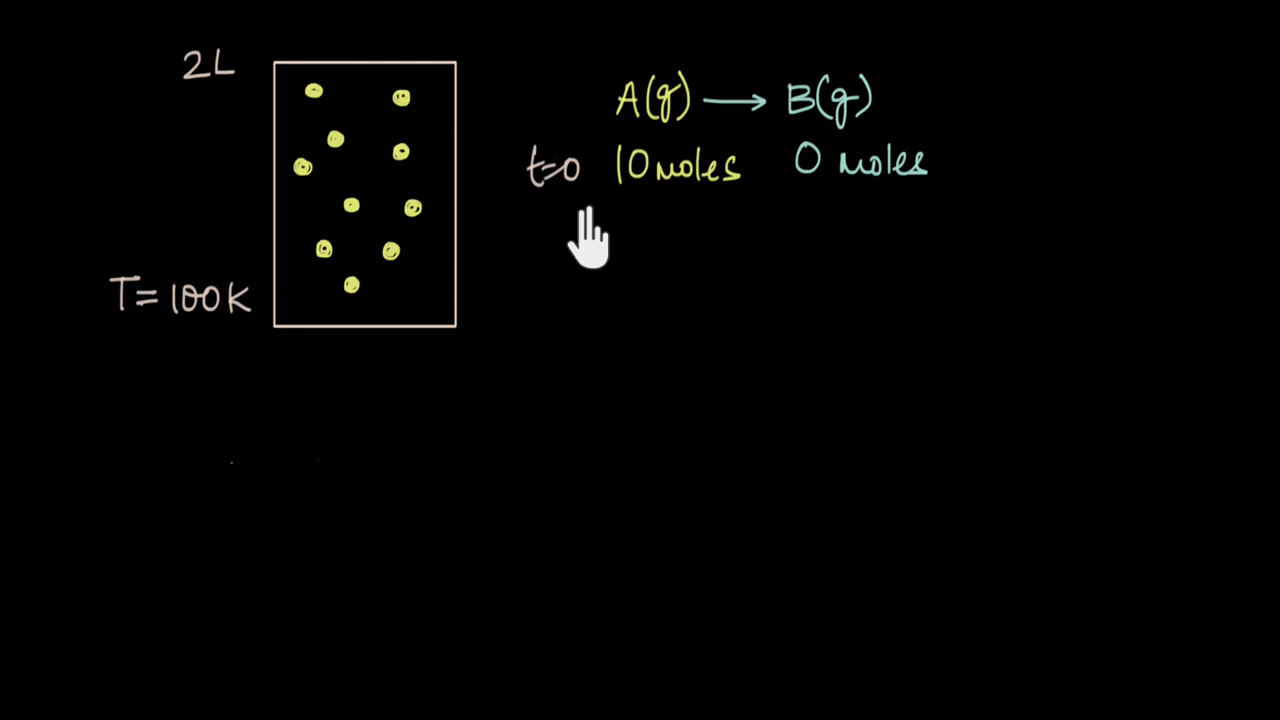 2L
A(g) → B(g)
t=0 10 moles 0 moles
T=100K